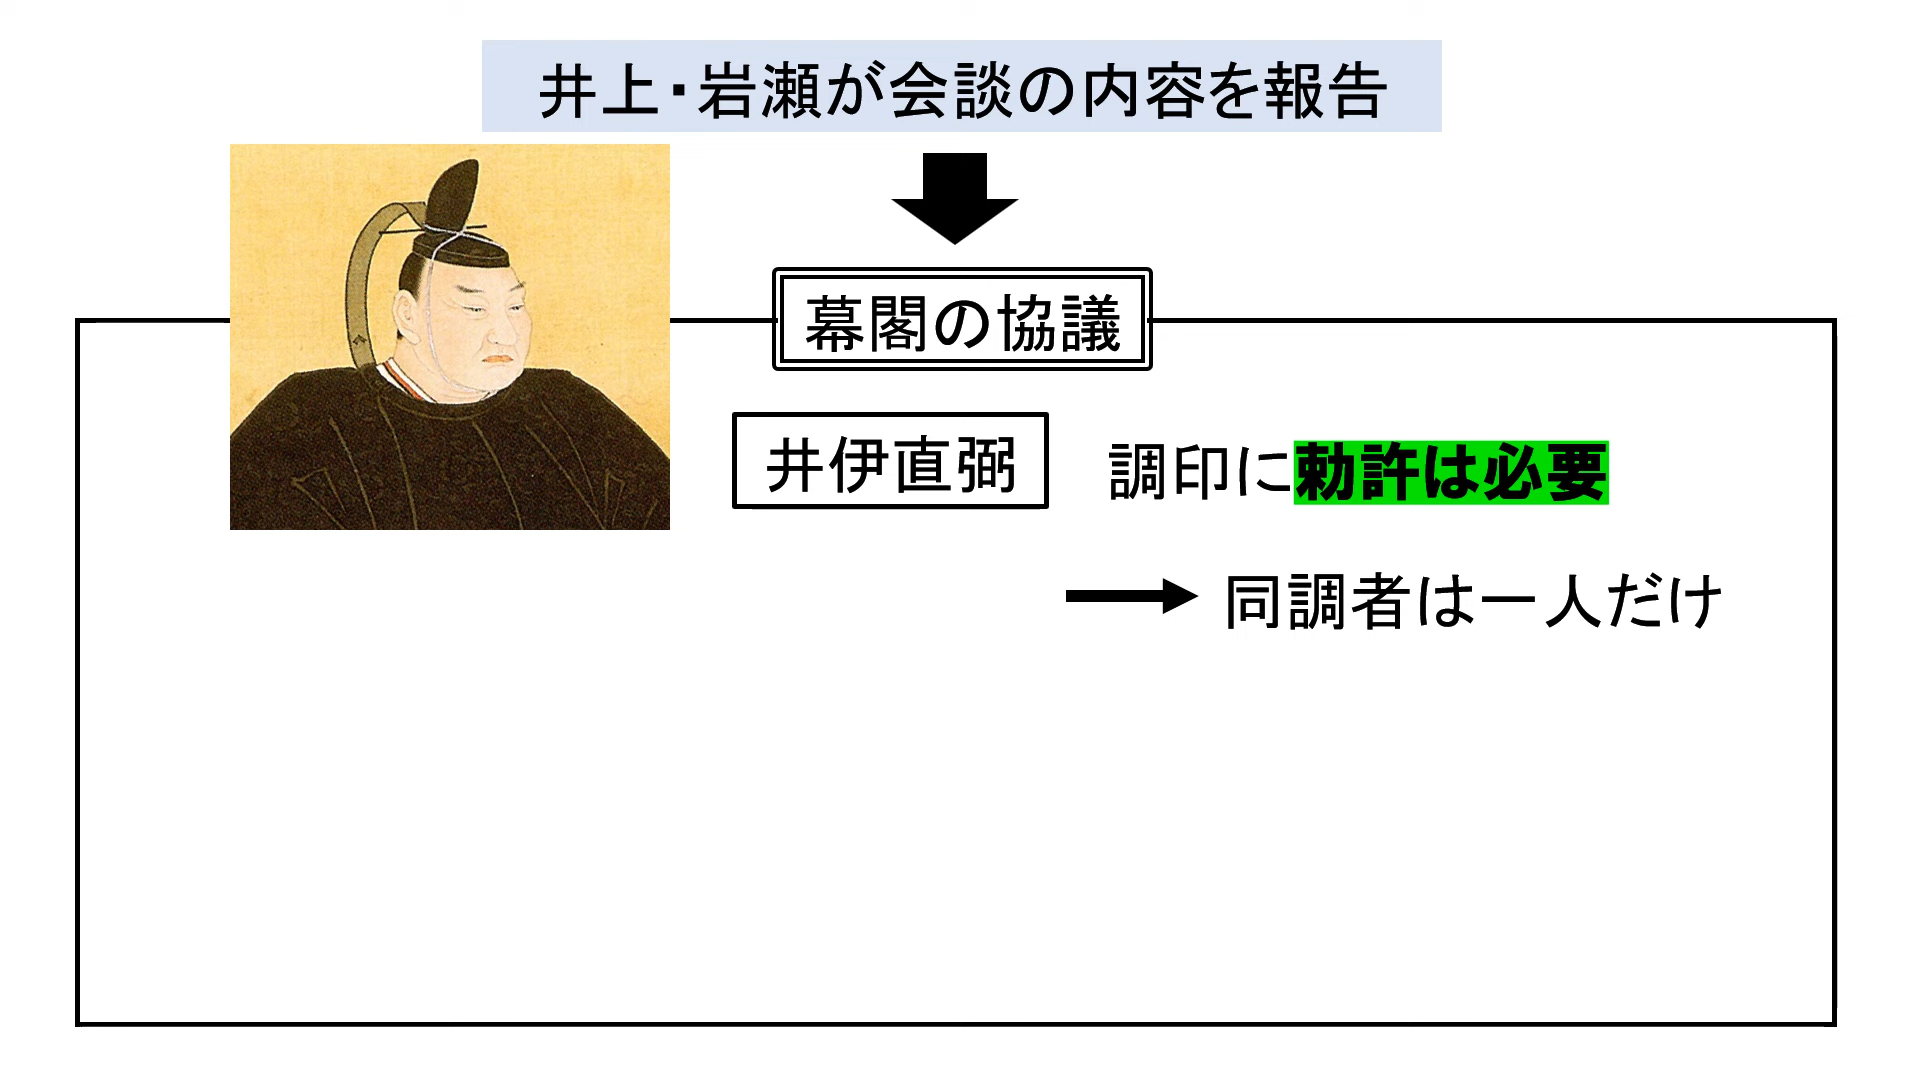 井上・岩瀬が会談の内容を報告
幕閣の協議
井伊直弼
調印に勅許は必要
同調者は一人だけ